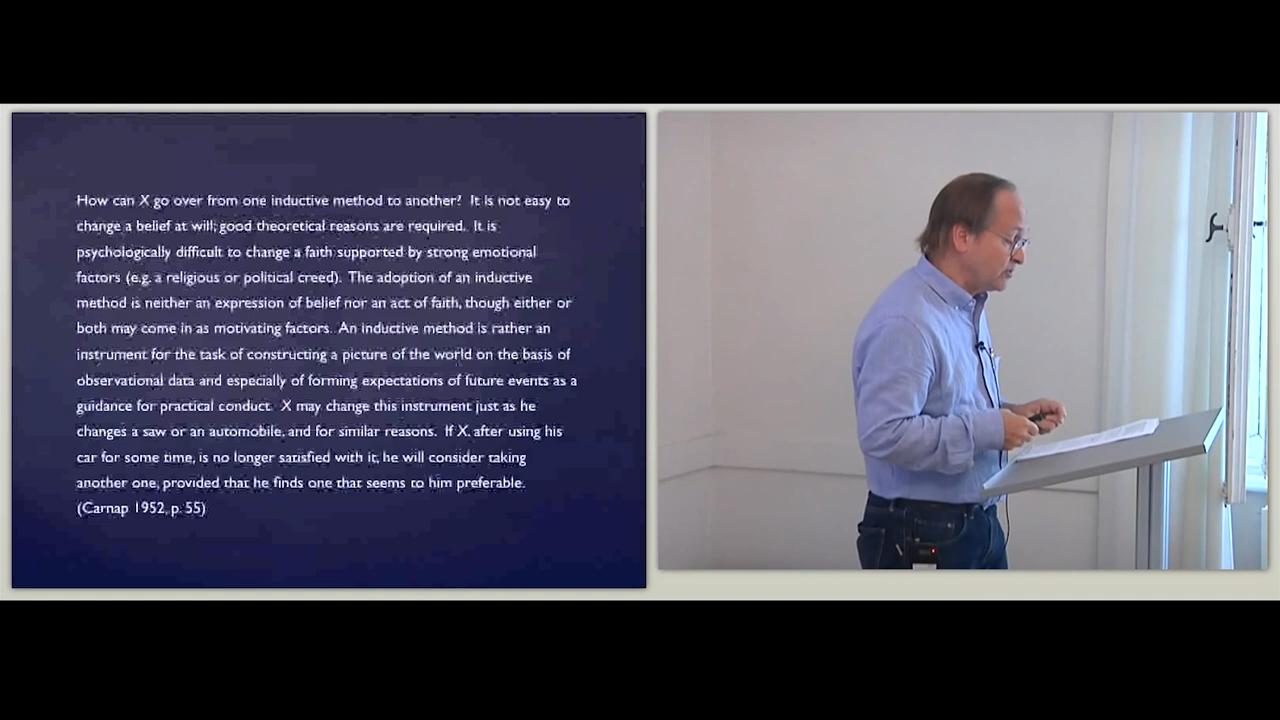 How can X go over from one inductive method to another? It is not easy to
change a belief at will; good theoretical reasons are required. It is
psychologically difficult to change a faith supported by strong emotional
factors (e.g. a religious or political creed). The adoption of an inductive
method is neither an expression of belief nor an act of faith, though either or
both may come in as motivating factors. An inductive method is rather an
instrument for the task of constructing a picture of the world on the basis of
observational data and especially of forming expectations of future events as a
guidance for practical conduct. X may change this instrument just as he
changes a saw or an automobile, and for similar reasons. If X, after using his
car for some time, is no longer satisfied with it, he will consider taking
another one, provided that he finds one that seems to him preferable.
(Carnap 1952, p. 55)